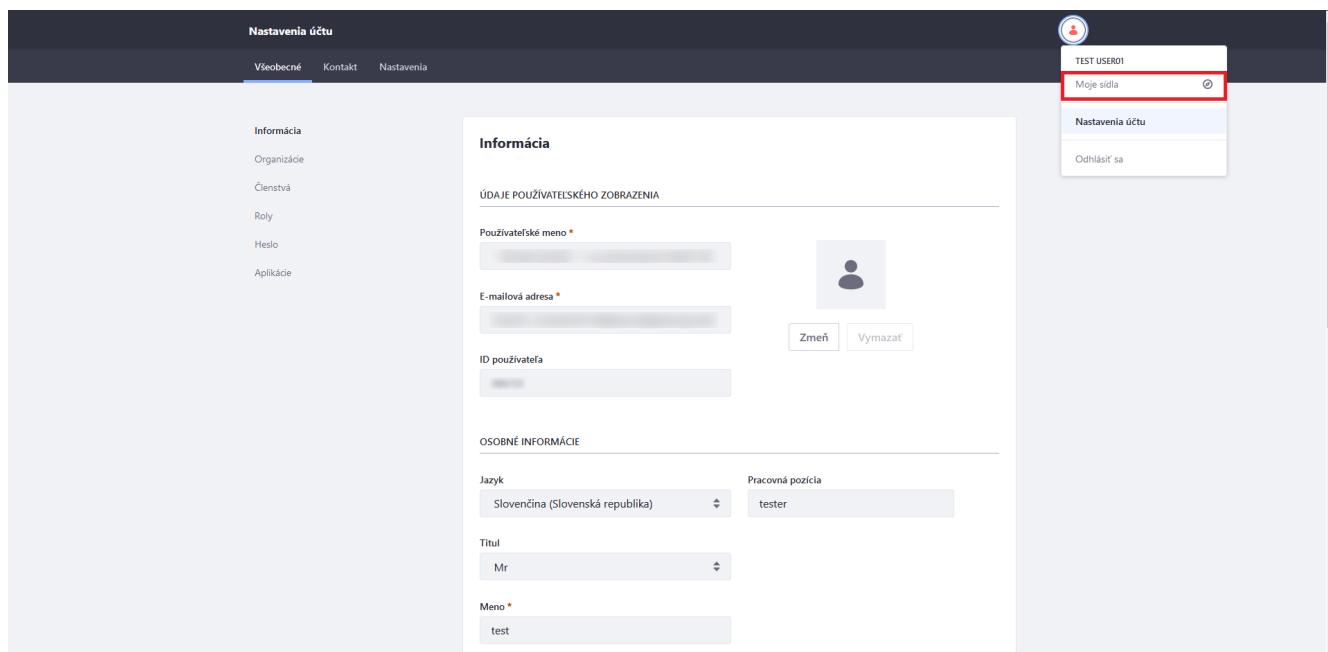 Nastavenia účtu
Všeobecné Kontakt Nastavenia
TEST USER01
Moje sídla
Nastavenia účtu
Odhlásiť sa
Informácia
Organizácie
Členstvá
Roly
Heslo
Aplikácie
Informácia
ÚDAJE POUŽÍVATEĽSKÉHO ZOBRAZENIA
Používateľské meno *
E-mailová adresa *
Zmeň Vymazať
ID používateľa
OSOBNÉ INFORMÁCIE
Jazyk
Slovenčina (Slovenská republika)
Pracovná pozícia
tester
Titul
Mr
Meno *
test